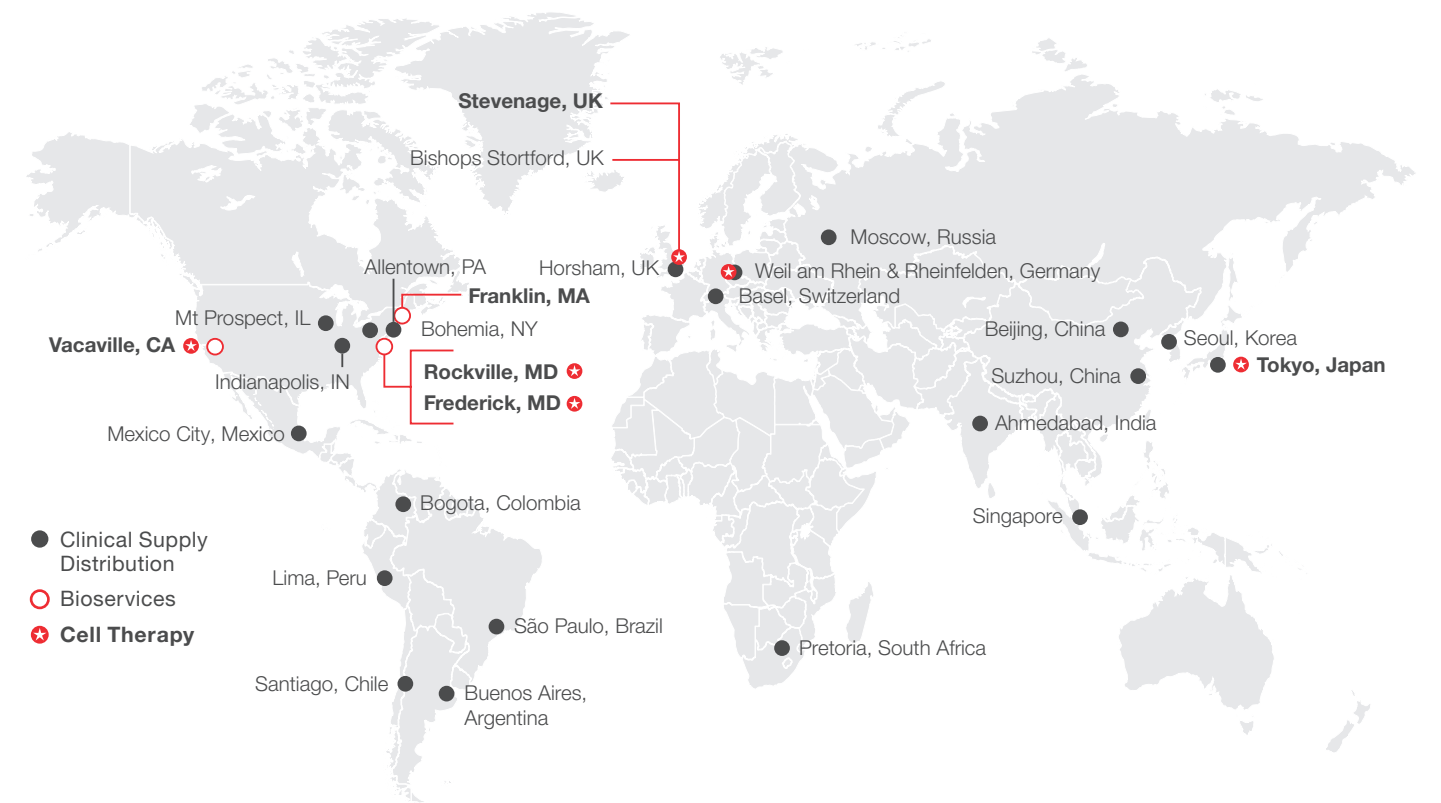 Stevenage, UK
Bishops Stortford, UK
Moscow, Russia
Allentown, PA
Horsham, UK
Weil am Rhein & Rheinfelden, Germany
Franklin, MA
Basel, Switzerland
Mt Prospect, IL
Bohemia, NY
Beijing, China
Seoul, Korea
Vacaville, CA
Rockville, MD
Tokyo, Japan
Indianapolis, IN
Suzhou, China
Frederick, MD
Ahmedabad, India
Mexico City, Mexico
Bogota, Colombia
Singapore
Clinical Supply
Distribution
Bioservices
Cell Therapy
Lima, Peru
São Paulo, Brazil
Pretoria, South Africa
Santiago, Chile
Buenos Aires,
Argentina